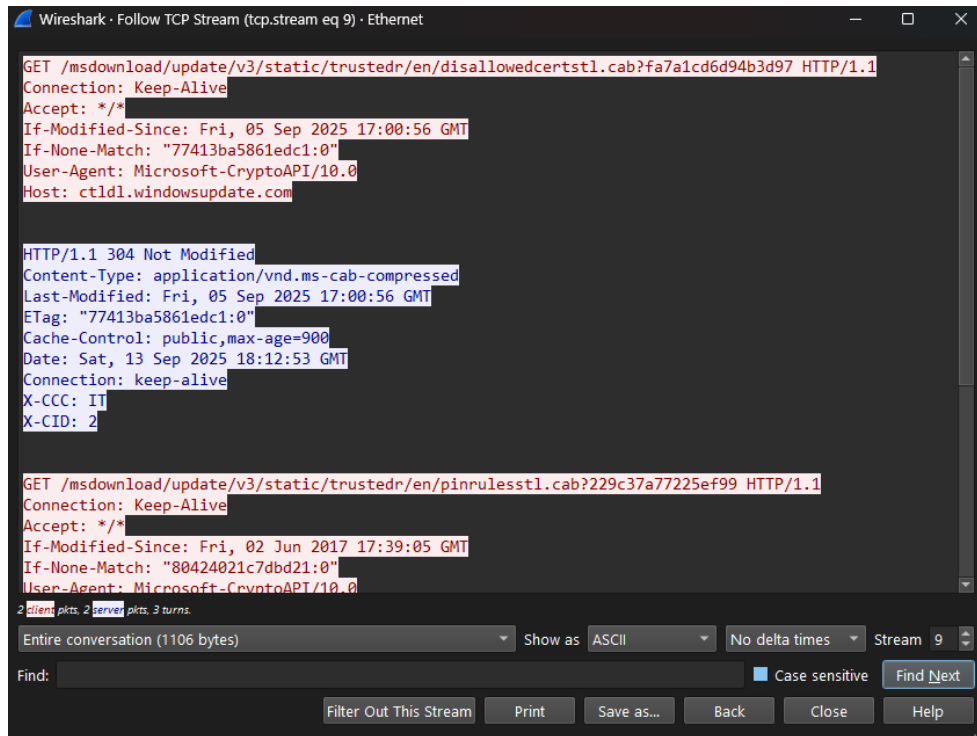 Wireshark · Follow TCP Stream (tcp.stream eq 9) · Ethernet
GET /msdownload/update/v3/static/trustedr/en/disallowedcertstl.cab?fa7a1cd6d94b3d97 HTTP/1.1
Connection: Keep-Alive
Accept: */*
If-Modified-Since: Fri, 05 Sep 2025 17:00:56 GMT
If-None-Match: "77413ba5861edc1:0"
User-Agent: Microsoft-CryptoAPI/10.0
Host: ctldl.windowsupdate.com
HTTP/1.1 304 Not Modified
Content-Type: application/vnd.ms-cab-compressed
Last-Modified: Fri, 05 Sep 2025 17:00:56 GMT
ETag: "77413ba5861edc1:0"
Cache-Control: public,max-age=900
Date: Sat, 13 Sep 2025 18:12:53 GMT
Connection: keep-alive
X-CCC: IT
X-CID: 2
GET /msdownload/update/v3/static/trustedr/en/pinrulesstl.cab?229c37a77225ef99 HTTP/1.1
Connection: Keep-Alive
Accept: */*
If-Modified-Since: Fri, 02 Jun 2017 17:39:05 GMT
If-None-Match: "80424021c7dbd21:0"
User-Agent: Microsoft-CryptoAPI/10.0
2 client pkts, 2 server pkts, 3 turns.
Entire conversation (1106 bytes) Show as ASCII No delta times Stream 9
Find: Case sensitive Find Next
Filter Out This Stream Print Save as... Back Close Help